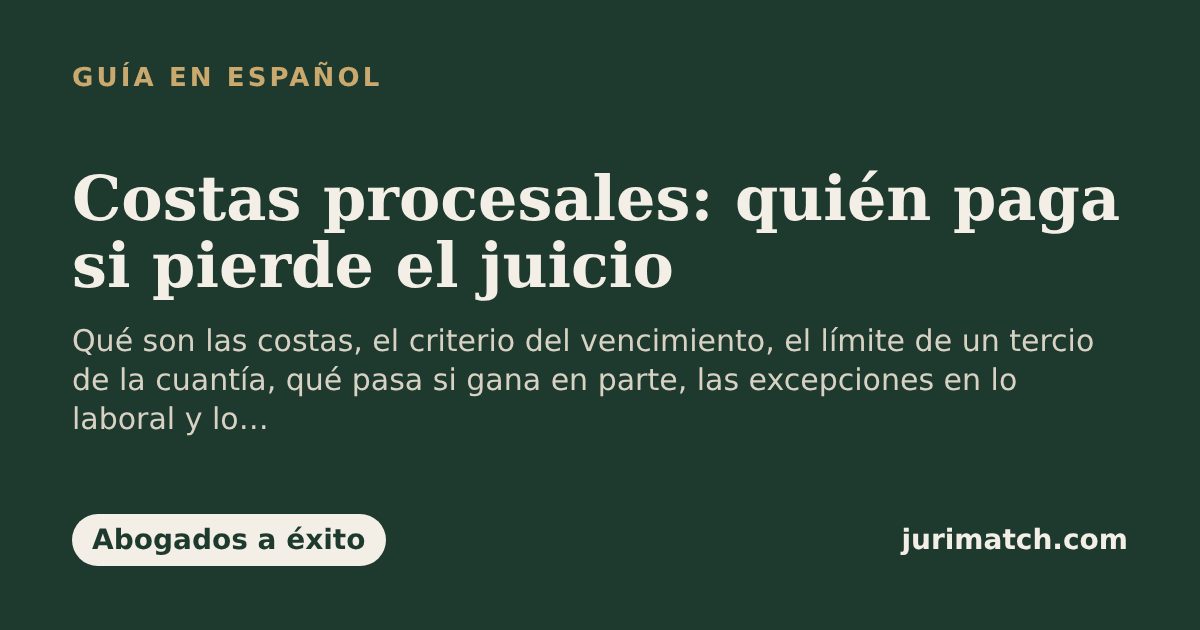 GUÍA EN ESPAÑOL
Costas procesales: quién paga
si pierde el juicio
Qué son las costas, el criterio del vencimiento, el límite de un tercio
de la cuantía, qué pasa si gana en parte, las excepciones en lo
laboral y lo…
Abogados a éxito
jurimatch.com